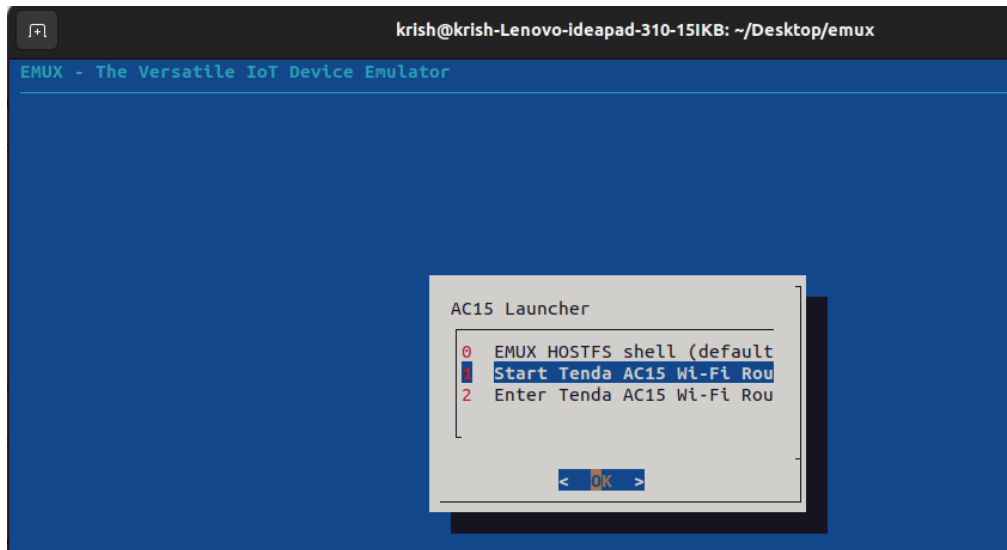 krish@krish-Lenovo-ideapad-310-15IKB: ~/Desktop/emux
EMUX - The Versatile IoT Device Emulator
AC15 Launcher
0 EMUX HOSTFS shell (default
1 Start Tenda AC15 Wi-Fi Rou
2 Enter Tenda AC15 Wi-Fi Rou
< OK >